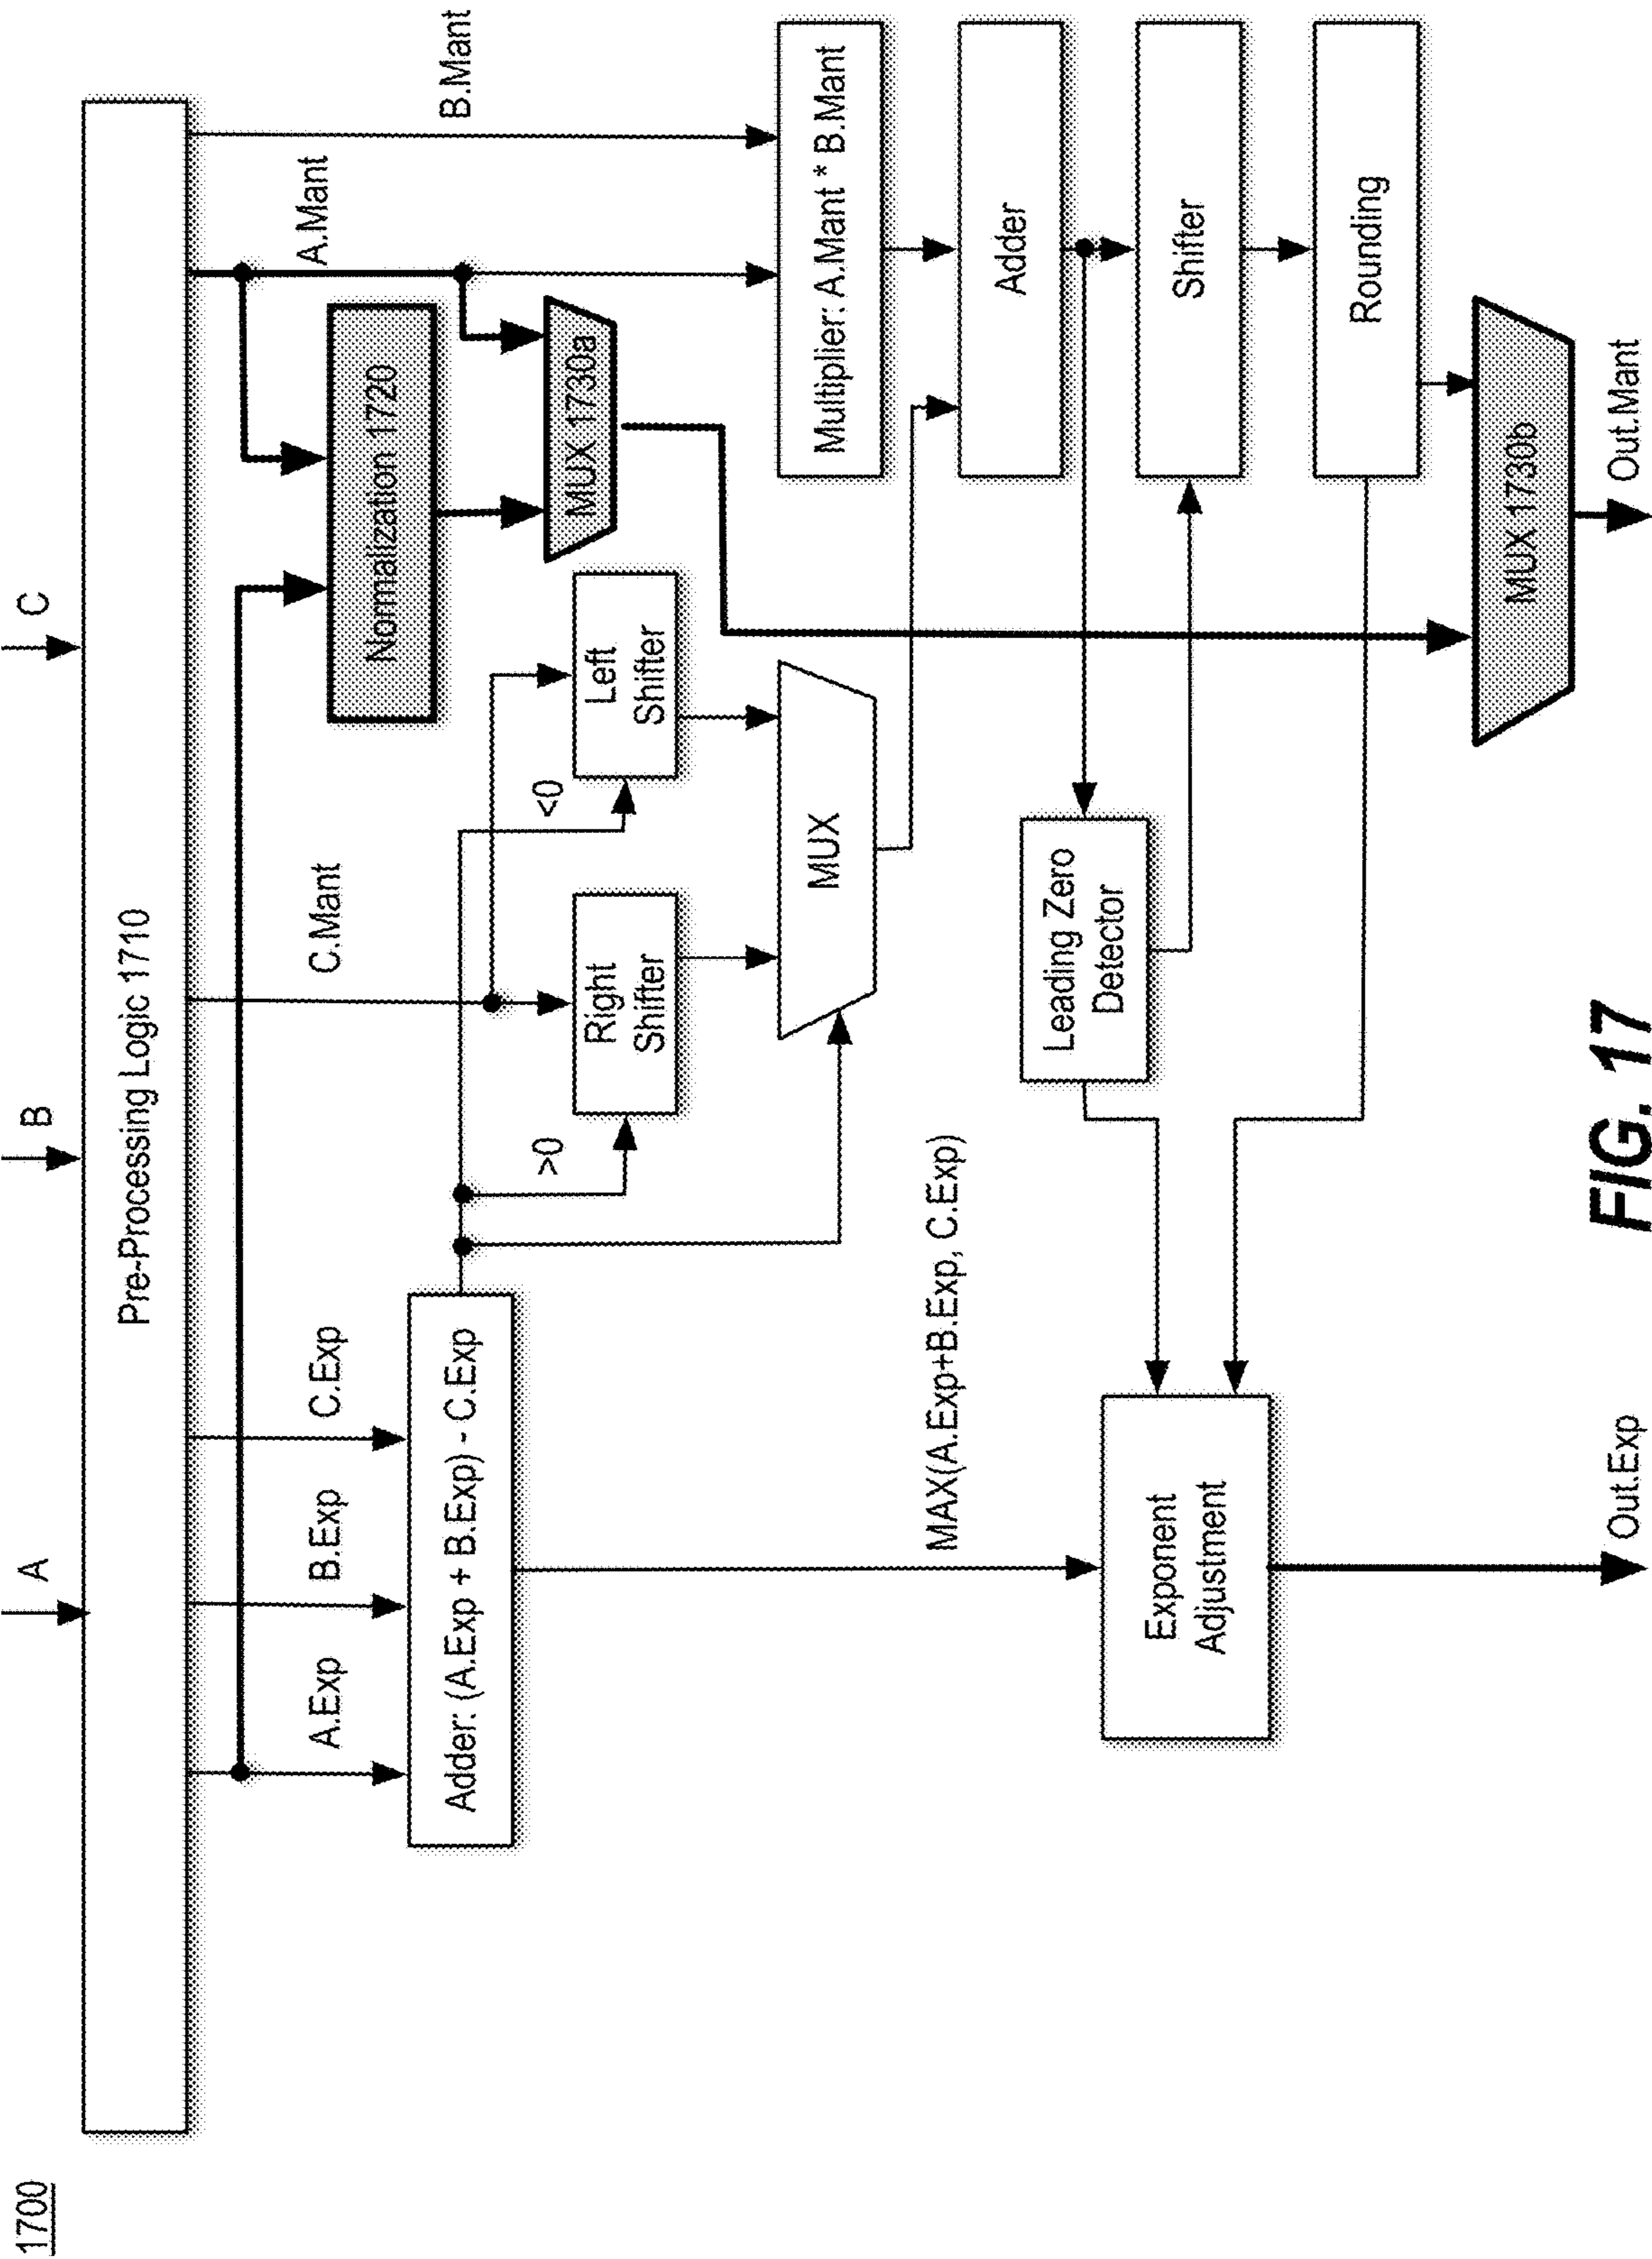 1700
A
B
C
Pre-Processing Logic 1710
A.Exp
B.Exp
C.Exp
C.Mant
A.Mant
B.Mant
Normalization 1720
Adder: (A.Exp + B.Exp) - C.Exp
>0
<0
Right
Shifter
Left
Shifter
MUX 1730a
MUX
Multiplier: A.Mant * B.Mant
MAX(A.Exp+B.Exp, C.Exp)
Adder
Leading Zero
Detector
Shifter
Exponent
Adjustment
Rounding
MUX 1730b
Out.Exp
Out.Mant
FIG. 17